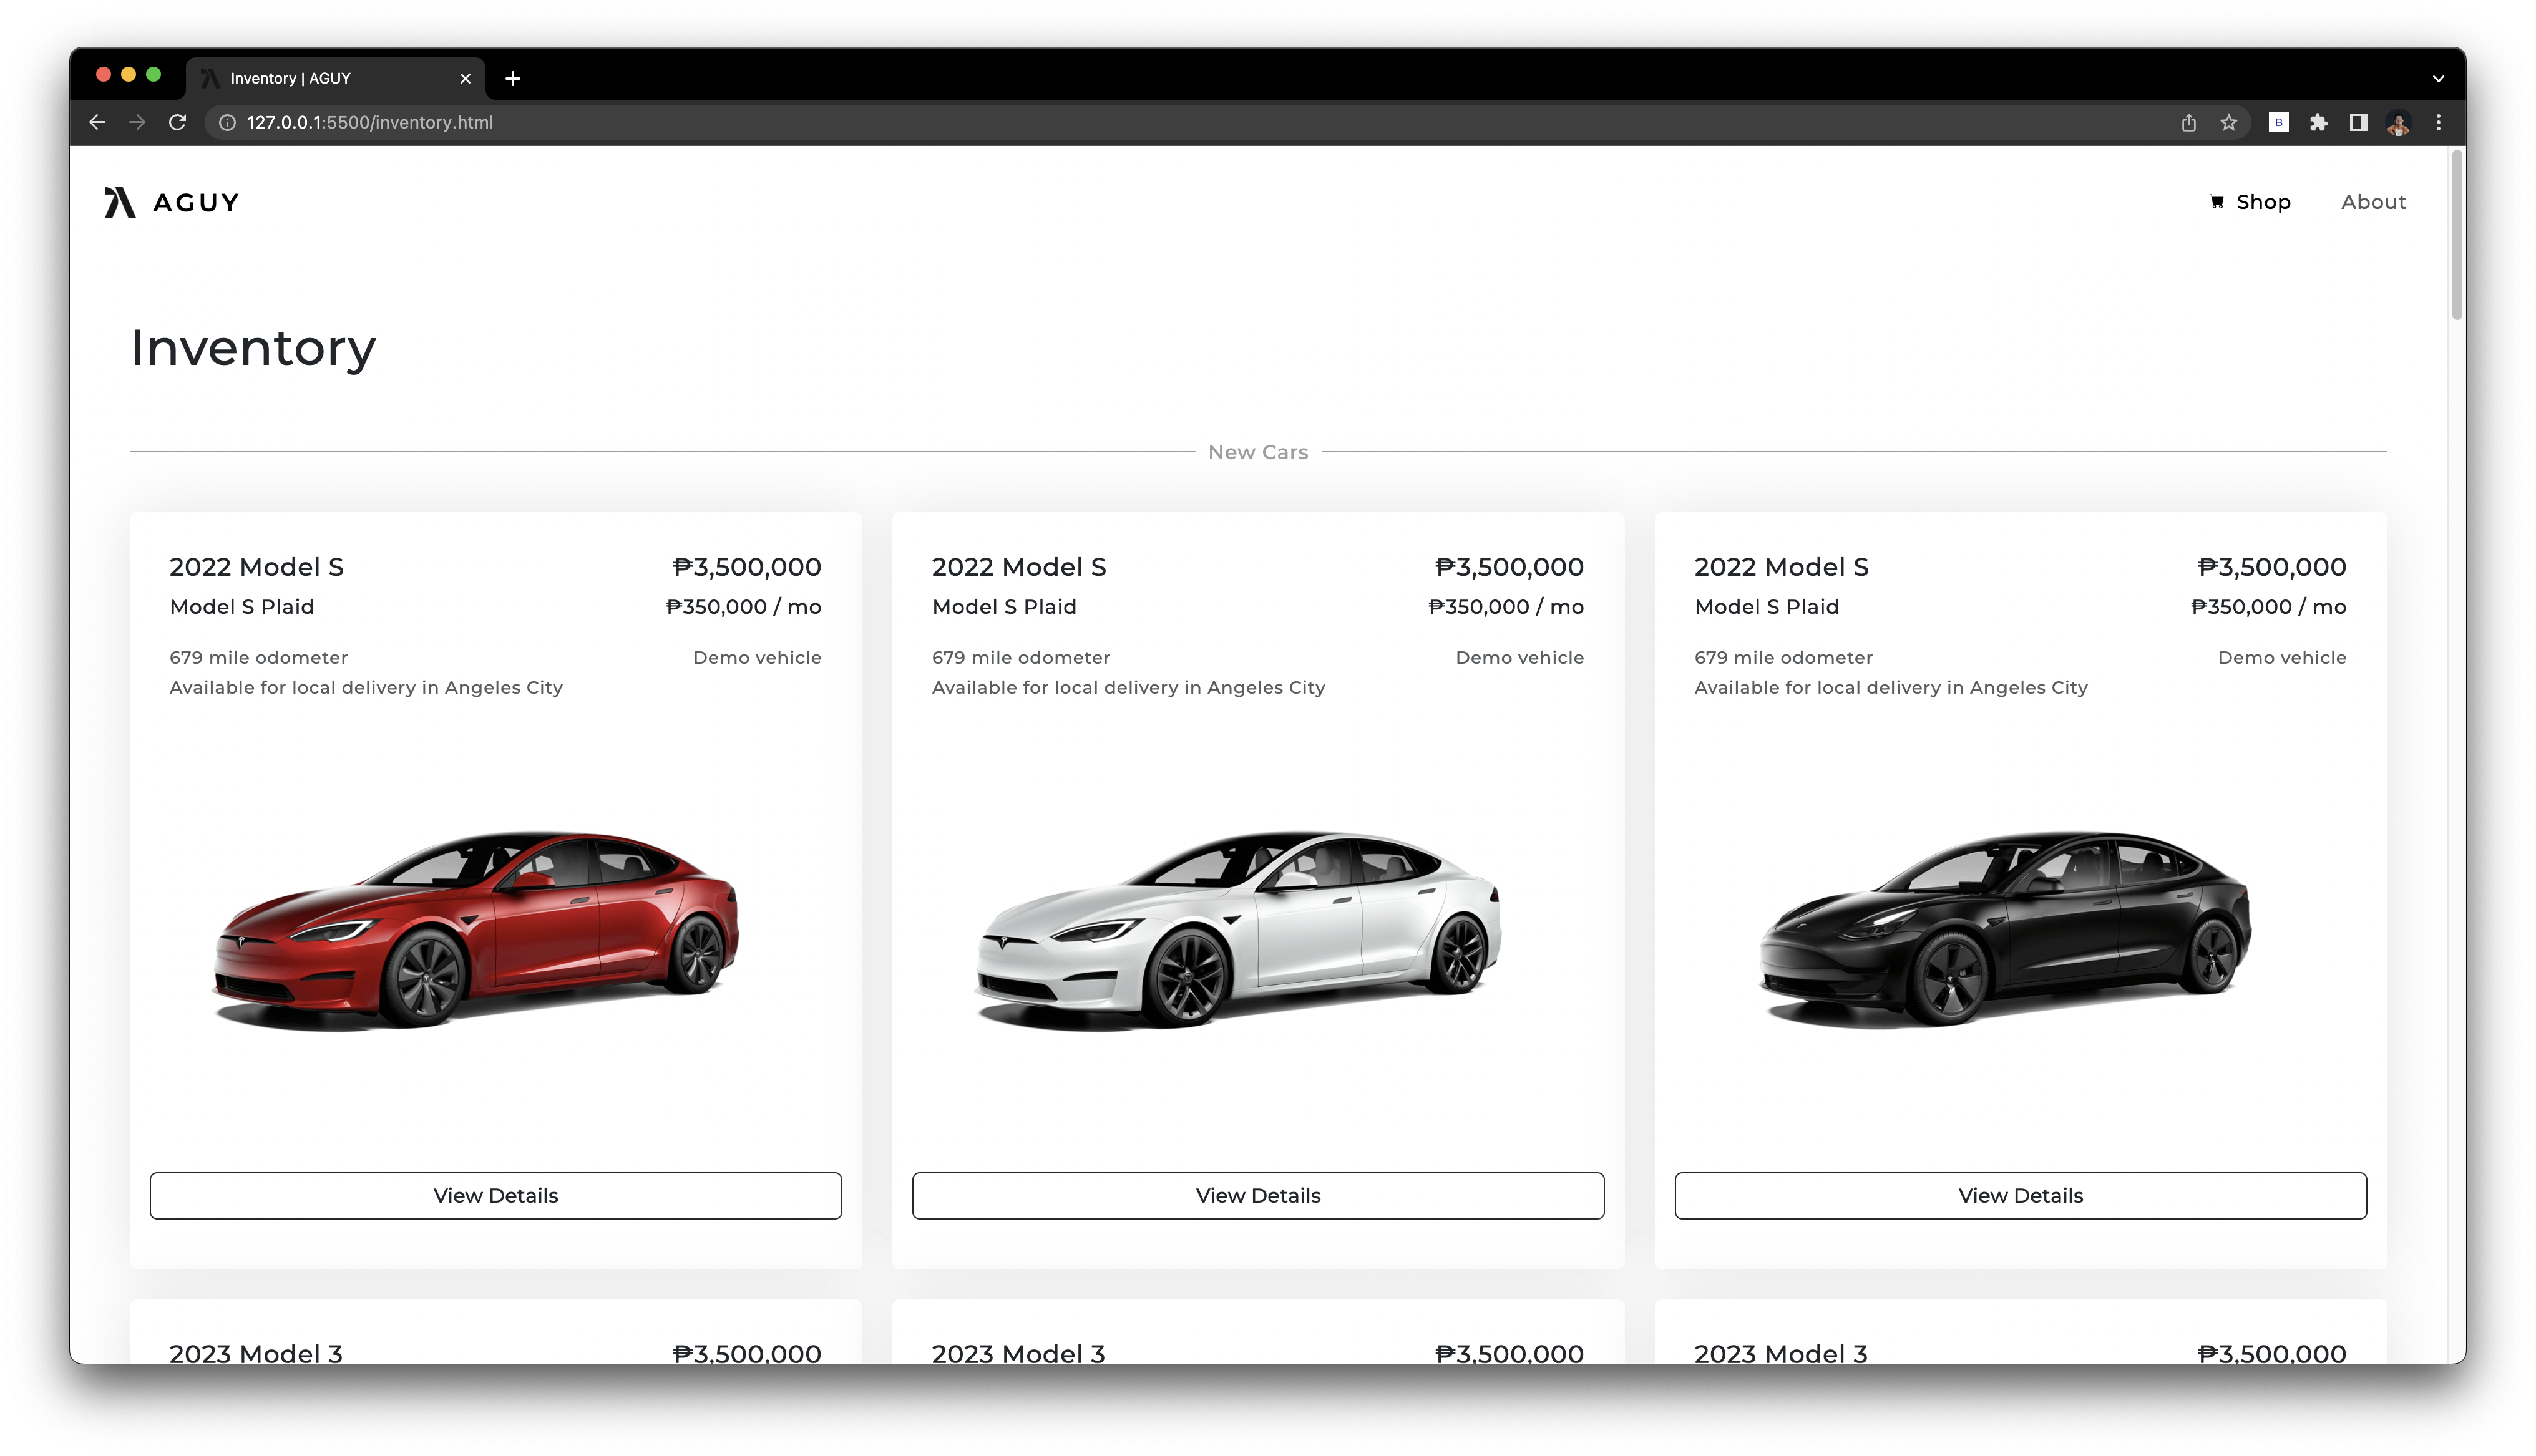 Inventory | AGUY
127.0.0.1:5500/inventory.html
B
AGUY
Shop
About
Inventory
New Cars
2022 Model S ₱3,500,000
Model S Plaid ₱350,000 / mo
679 mile odometer Demo vehicle
Available for local delivery in Angeles City
View Details
2022 Model S ₱3,500,000
Model S Plaid ₱350,000 / mo
679 mile odometer Demo vehicle
Available for local delivery in Angeles City
View Details
2022 Model S ₱3,500,000
Model S Plaid ₱350,000 / mo
679 mile odometer Demo vehicle
Available for local delivery in Angeles City
View Details
2023 Model 3 ₱3,500,000
2023 Model 3 ₱3,500,000
2023 Model 3 ₱3,500,000